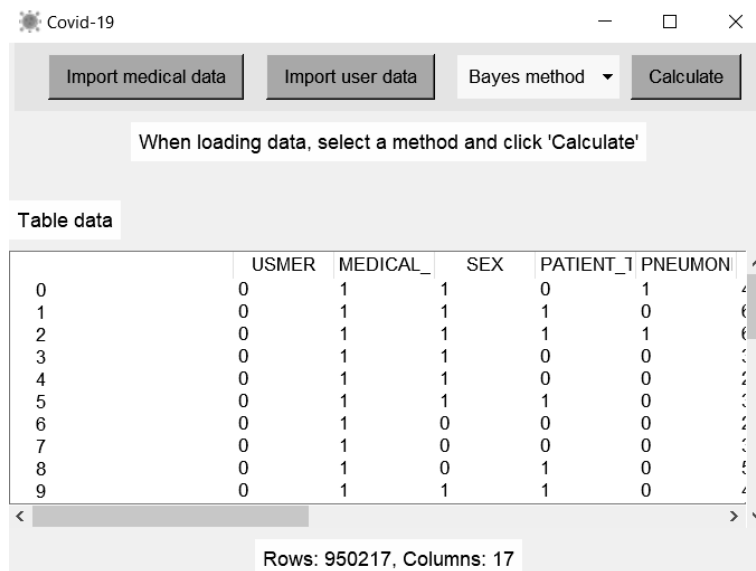 Covid-19
Import medical data Import user data Bayes method Calculate
When loading data, select a method and click 'Calculate'
Table data
USMER MEDICAL_ SEX PATIENT_T PNEUMONI
0 0 1 1 0 1
1 0 1 1 1 0
2 0 1 1 1 1
3 0 1 1 0 0
4 0 1 1 0 0
5 0 1 1 1 0
6 0 1 0 0 0
7 0 1 0 0 0
8 0 1 0 1 0
9 0 1 1 1 0
Rows: 950217, Columns: 17